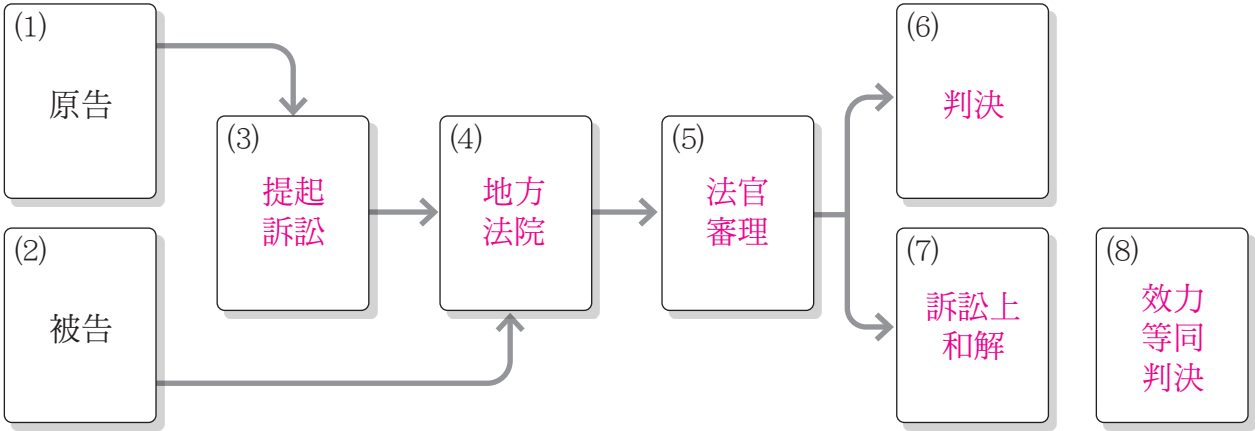 (1)
原告
(2)
被告
(3)
提起
訴訟
(4)
地方
法院
(5)
法官
審理
(6)
判決
(7)
訴訟上
和解
(8)
效力
等同
判決